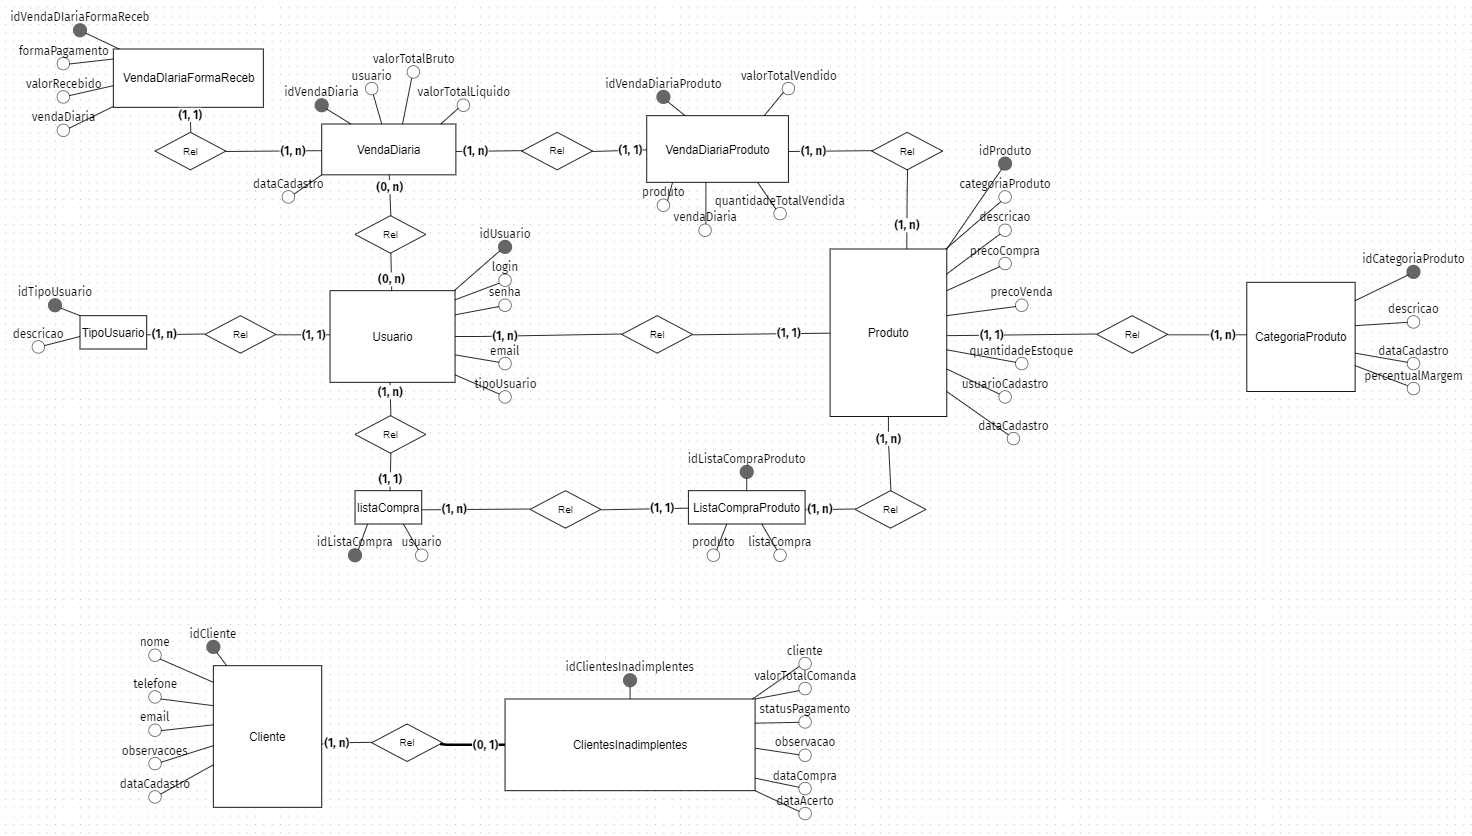 idVendaDIariaFormaReceb
formaPagamento
valorRecebido
vendaDiaria
VendaDIariaFormaReceb
(1, 1)
Rel
(1, n)
idVendaDiaria
usuario
valorTotalBruto
valorTotalLiquido
VendaDiaria
dataCadastro
(0, n)
(1, n)
Rel
(1, 1)
idVendaDiariaProduto
valorTotalVendido
VendaDiariaProduto
produto
vendaDiaria
quantidadeTotalVendida
(1, n)
Rel
(1, n)
Rel
(0, n)
idTipoUsuario
descricao
TipoUsuario
(1, n)
Rel
(1, 1)
Usuario
idUsuario
login
senha
(1, n)
email
tipoUsuario
Rel
(1, 1)
Produto
idProduto
categoriaProduto
descricao
precoCompra
precoVenda
(1, 1)
quantidadeEstoque
usuarioCadastro
dataCadastro
Rel
(1, n)
CategoriaProduto
idCategoriaProduto
descricao
dataCadastro
percentualMargem
(1, n)
Rel
(1, 1)
listaCompra
idListaCompra
usuario
(1, n)
Rel
(1, 1)
idListaCompraProduto
ListaCompraProduto
produto
listaCompra
(1, n)
Rel
(1, n)
nome
idCliente
telefone
email
observacoes
dataCadastro
Cliente
(1, n)
Rel
(0, 1)
idClientesInadimplentes
ClientesInadimplentes
cliente
valorTotalComanda
statusPagamento
observacao
dataCompra
dataAcerto